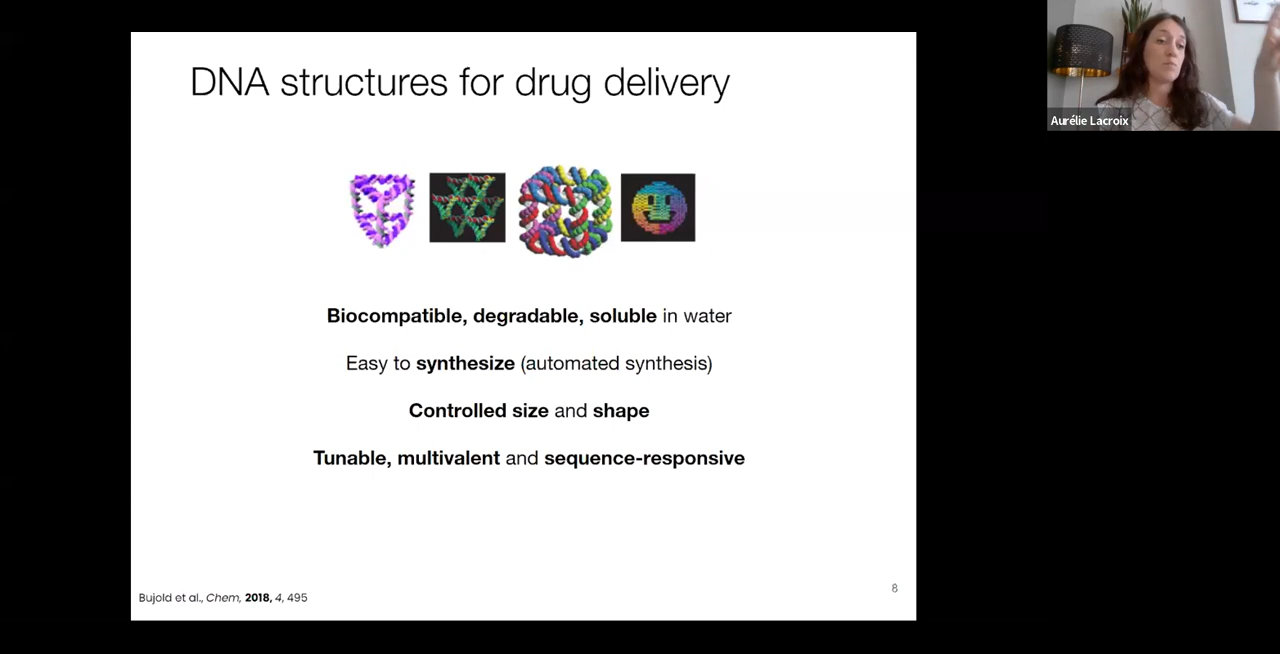 DNA structures for drug delivery
Aurélie Lacroix
Biocompatible, degradable, soluble in water
Easy to synthesize (automated synthesis)
Controlled size and shape
Tunable, multivalent and sequence-responsive
8
Bujold et al., Chem, 2018, 4, 495